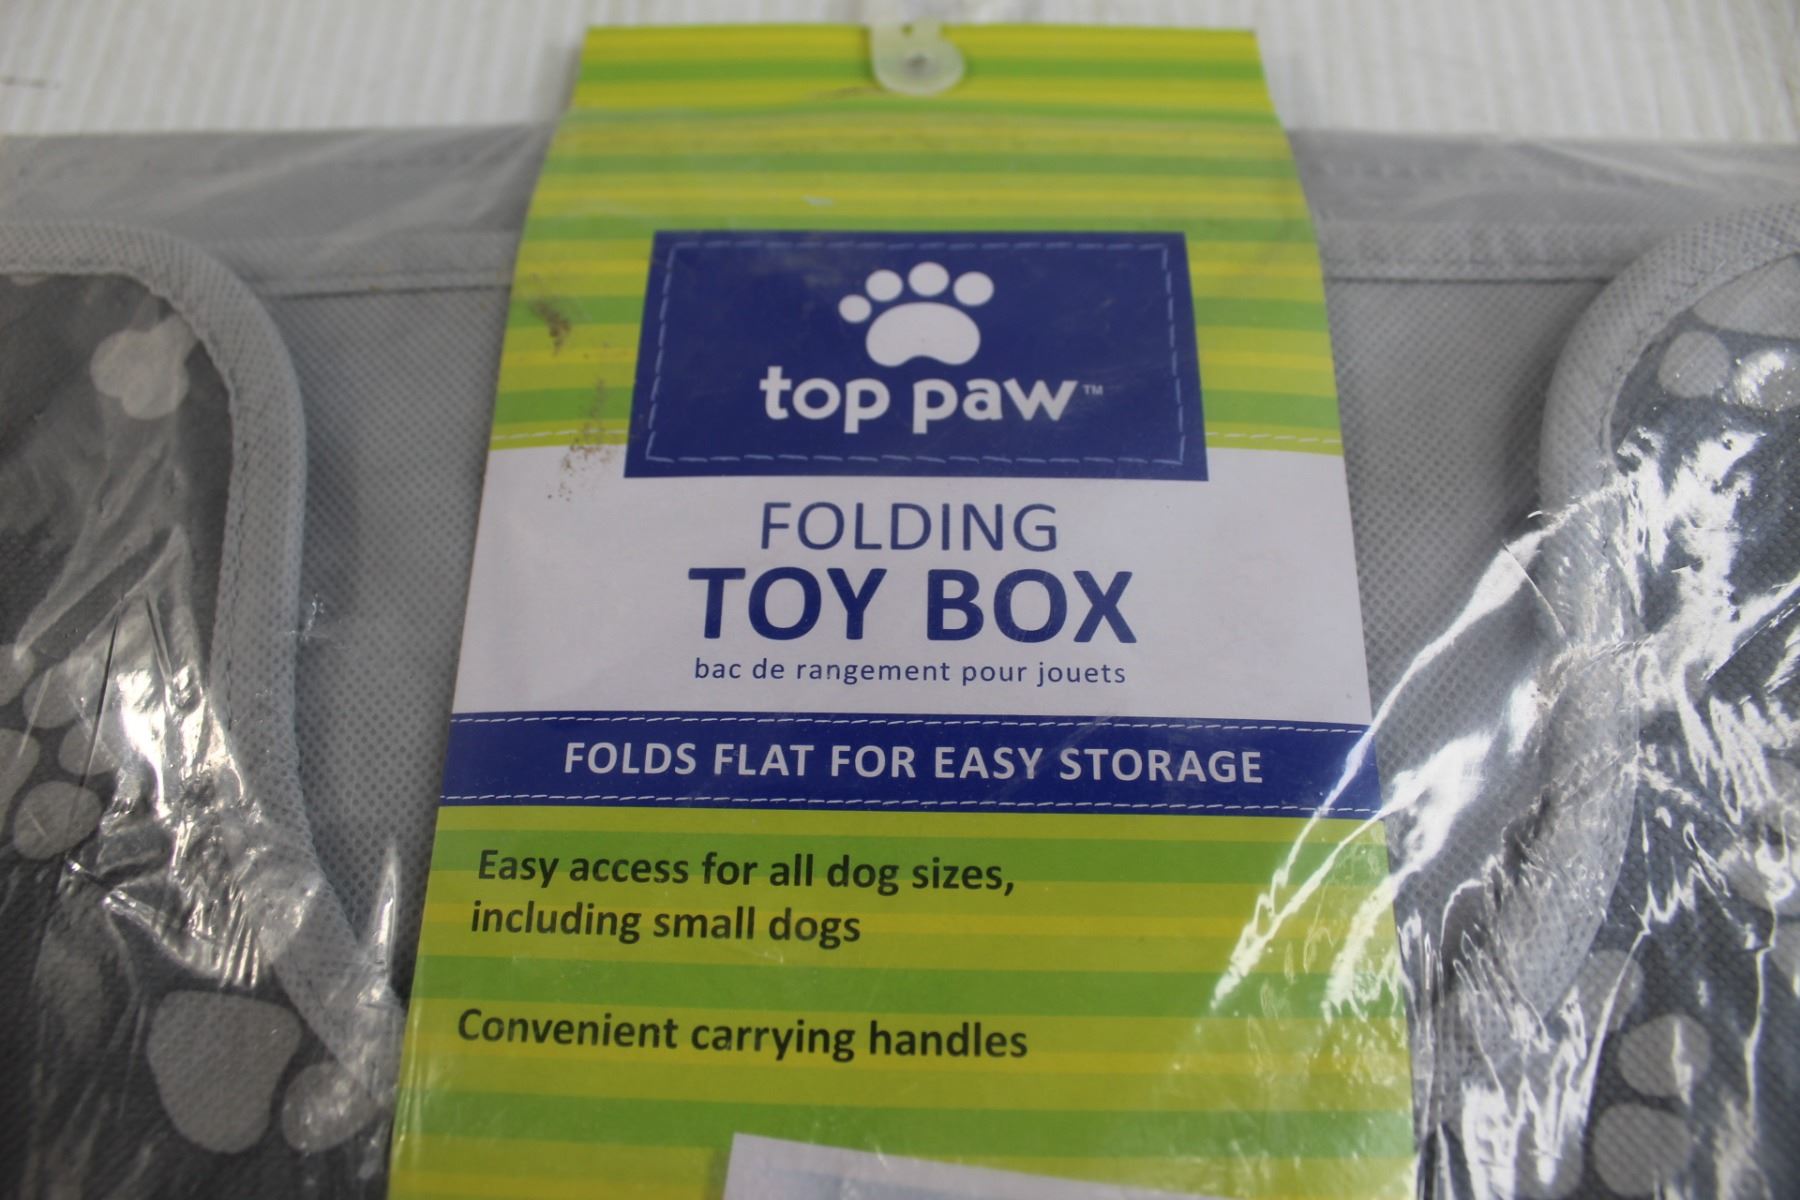 top paw™
FOLDING
TOY BOX
bac de rangement pour jouets
FOLDS FLAT FOR EASY STORAGE
Easy access for all dog sizes,
including small dogs
Convenient carrying handles